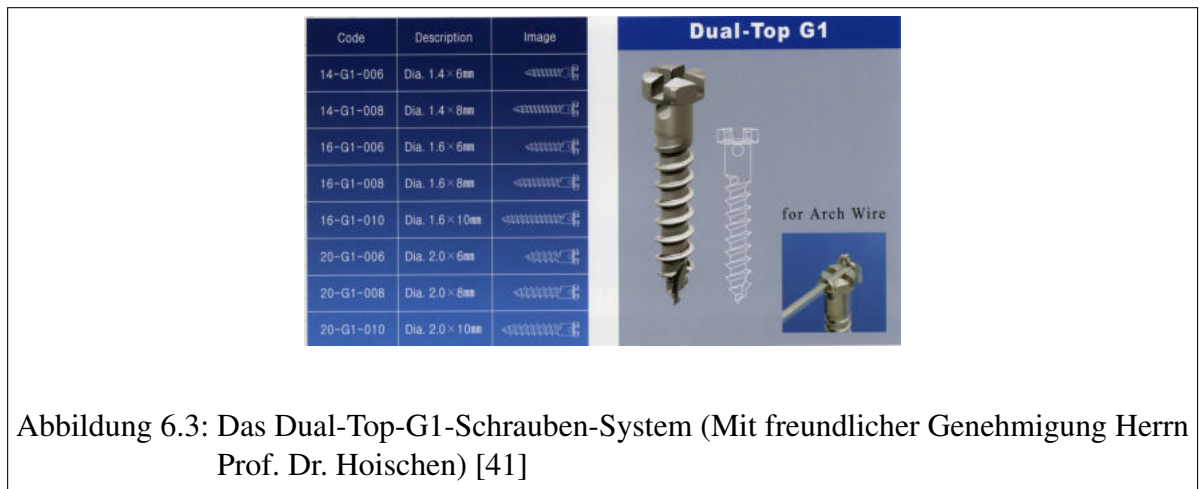 Code Description Image
14-G1-006 Dia. 1.4×6mm
14-G1-008 Dia. 1.4×8mm
16-G1-006 Dia. 1.6×6mm
16-G1-008 Dia. 1.6×8mm
16-G1-010 Dia. 1.6×10mm
20-G1-006 Dia. 2.0×6mm
20-G1-008 Dia. 2.0×8mm
20-G1-010 Dia. 2.0×10mm
Dual-Top G1
for Arch Wire
Abbildung 6.3: Das Dual-Top-G1-Schrauben-System (Mit freundlicher Genehmigung Herrn
Prof. Dr. Hoischen) [41]